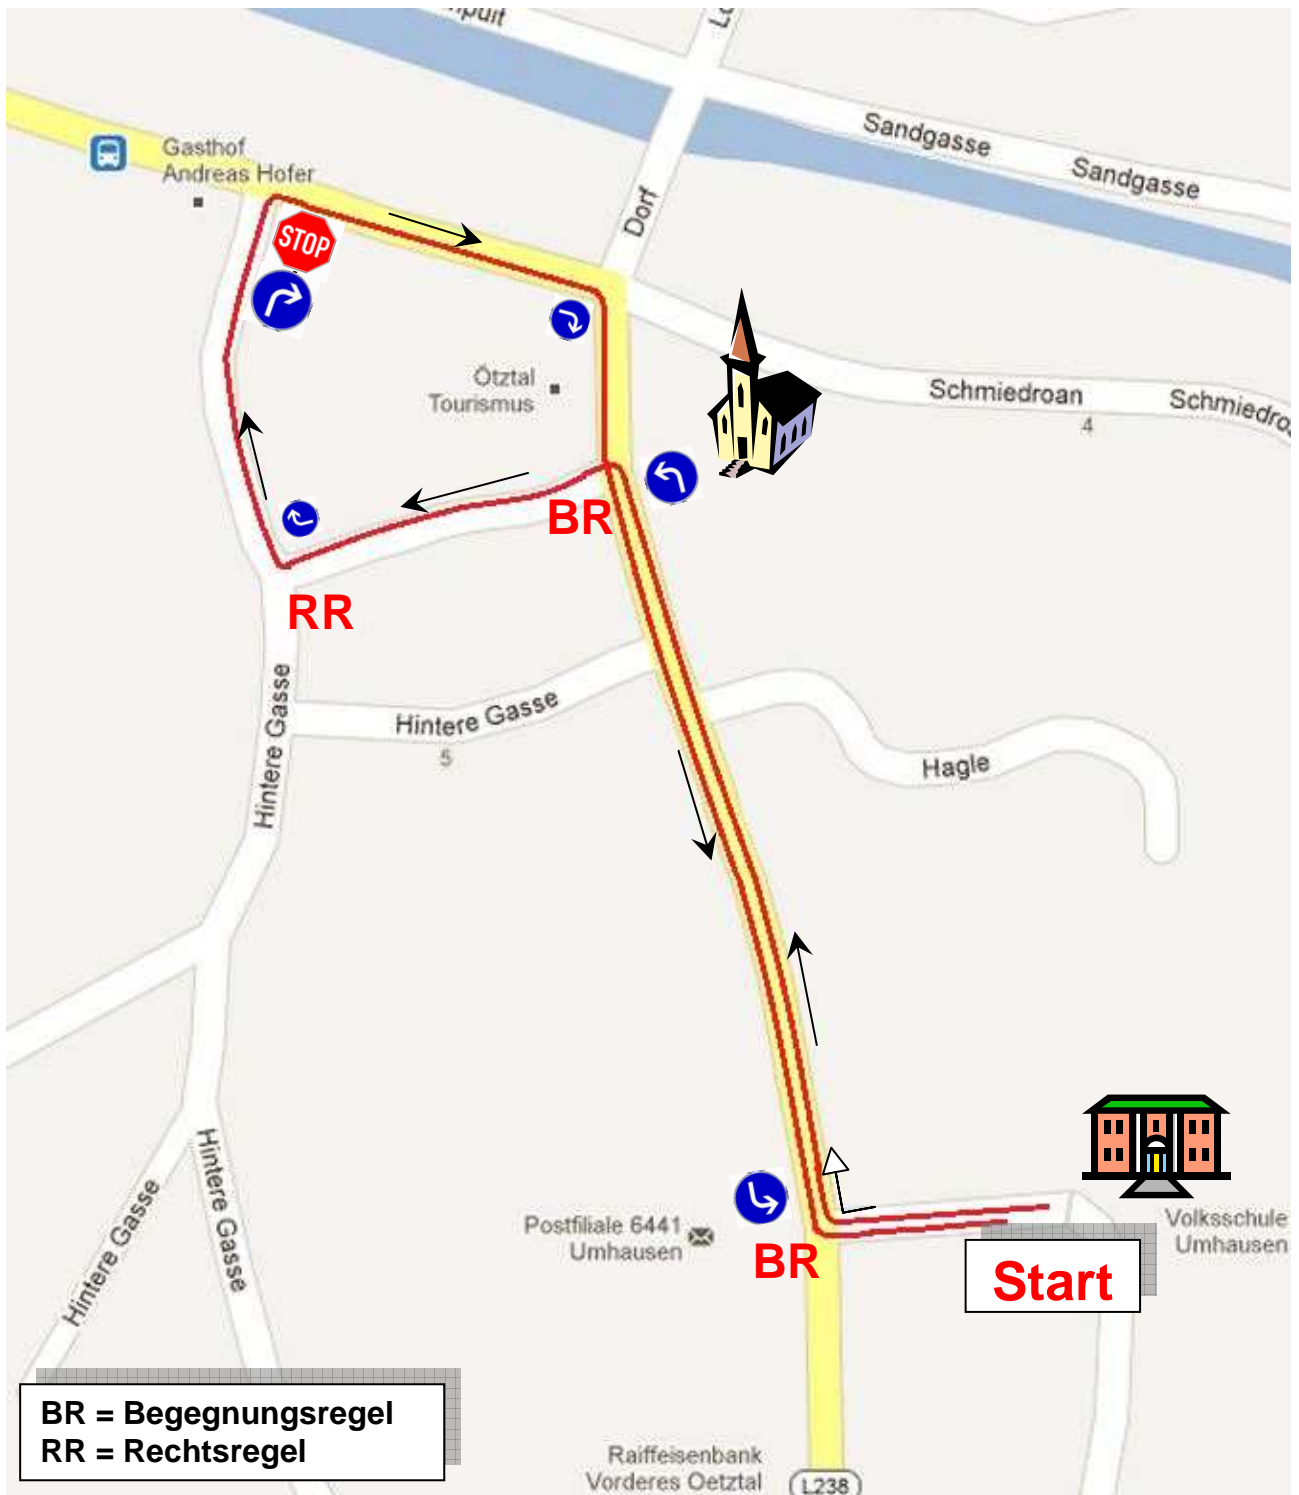 Sandgasse
Sandgasse
Gasthof
Andreas Hofer
STOP
Dorf
Ötztal
Tourismus
Schmiedroan
4
BR
RR
Hintere Gasse
Hintere Gasse
5
Hagle
Hintere Gasse
Hintere Gasse
Postfiliale 6441
Umhausen
BR
Volksschule
Umhausen
Start
BR = Begegnungsregel
RR = Rechtsregel
Raiffeisenbank
Vorderes Oetztal
L238